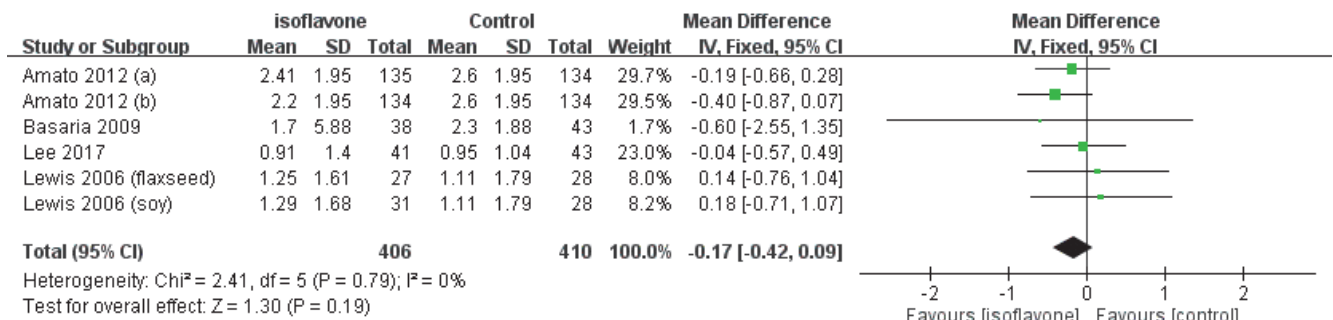 isoflavone Control Mean Difference Mean Difference
Study or Subgroup Mean SD Total Mean SD Total Weight IV, Fixed, 95% CI IV, Fixed, 95% CI
Amato 2012 (a) 2.41 1.95 135 2.6 1.95 134 29.7% -0.19 [-0.66, 0.28]
Amato 2012 (b) 2.2 1.95 134 2.6 1.95 134 29.5% -0.40 [-0.87, 0.07]
Basaria 2009 1.7 5.88 38 2.3 1.88 43 1.7% -0.60 [-2.55, 1.35]
Lee 2017 0.91 1.4 41 0.95 1.04 43 23.0% -0.04 [-0.57, 0.49]
Lewis 2006 (flaxseed) 1.25 1.61 27 1.11 1.79 28 8.0% 0.14 [-0.76, 1.04]
Lewis 2006 (soy) 1.29 1.68 31 1.11 1.79 28 8.2% 0.18 [-0.71, 1.07]
Total (95% CI) 406 410 100.0% -0.17 [-0.42, 0.09]
Heterogeneity: Chi² = 2.41, df = 5 (P = 0.79); I² = 0%
Test for overall effect: Z = 1.30 (P = 0.19)
-2 -1 0 1 2
Favours [isoflavone] Favours [control]